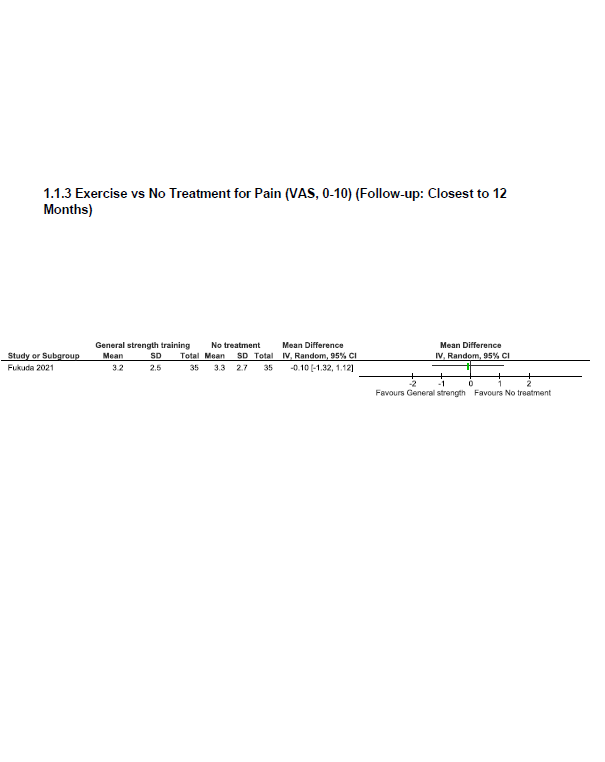 1.1.3 Exercise vs No Treatment for Pain (VAS, 0-10) (Follow-up: Closest to 12
Months)
General strength training No treatment Mean Difference Mean Difference
Study or Subgroup Mean SD Total Mean SD Total IV, Random, 95% CI IV, Random, 95% CI
Fukuda 2021 3.2 2.5 35 3.3 2.7 35 -0.10 [-1.32, 1.12]
-2 -1 0 1 2
Favours General strength Favours No treatment